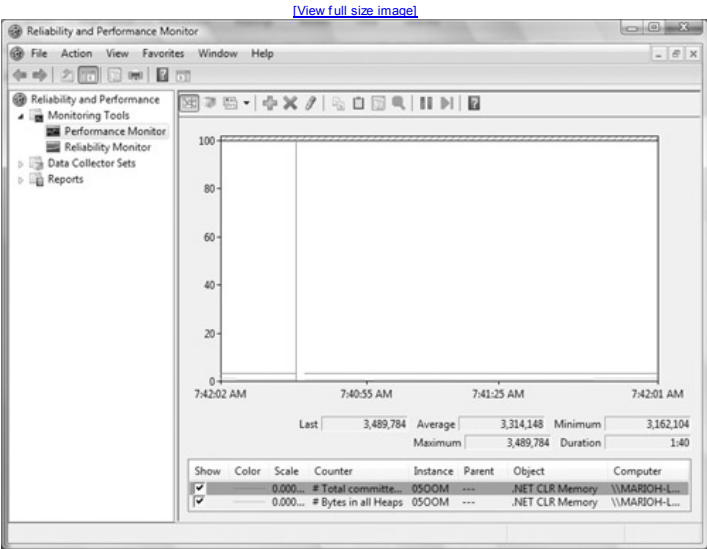 [View full size image]
Reliability and Performance Monitor
File Action View Favorites Window Help
Reliability and Performance
Monitoring Tools
Performance Monitor
Reliability Monitor
Data Collector Sets
Reports
100
80
60
40
20
0
7:42:02 AM 7:40:55 AM 7:41:25 AM 7:42:01 AM
Last 3,489,784 Average 3,314,148 Minimum 3,162,104
Maximum 3,489,784 Duration 1:40
Show Color Scale Counter Instance Parent Object Computer
0.000... # Total committe... 05OOM --- .NET CLR Memory \\MARIOH-L...
0.000... # Bytes in all Heaps 05OOM --- .NET CLR Memory \\MARIOH-L...